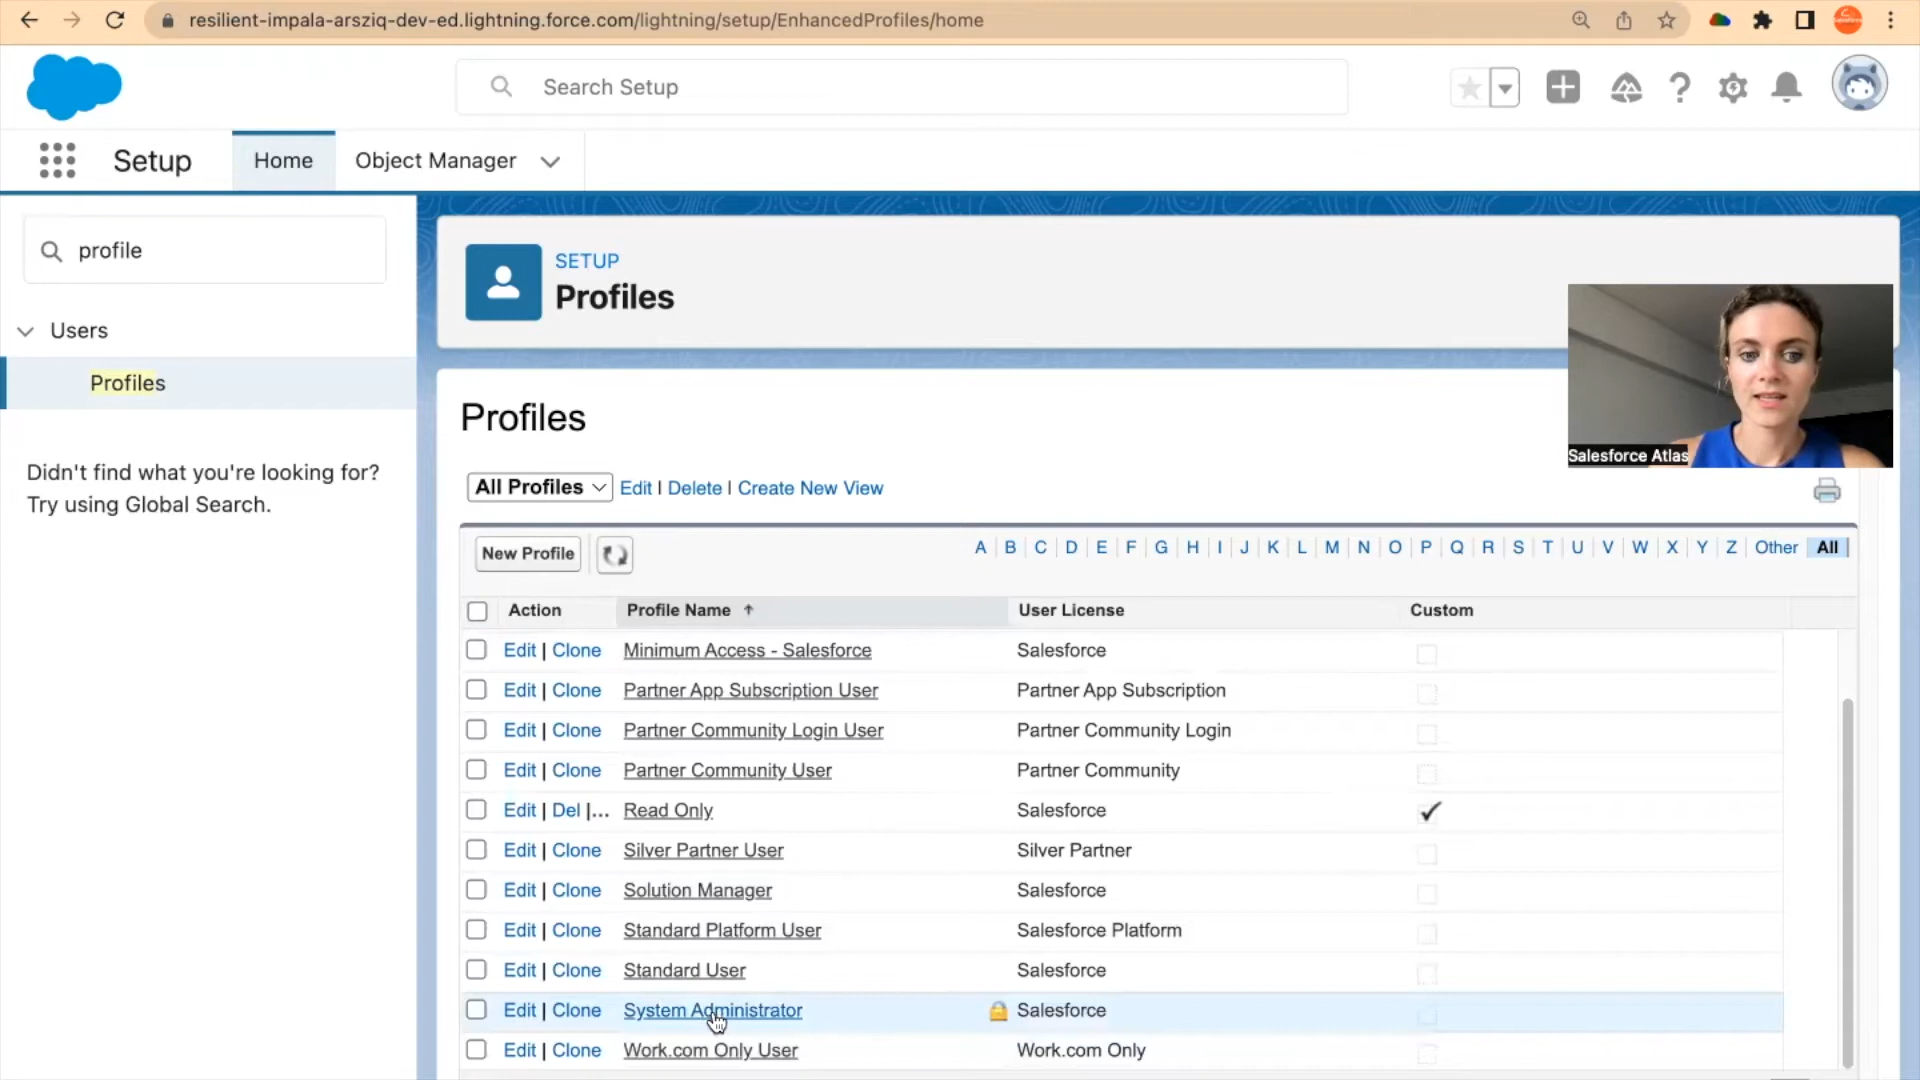 resilient-impala-arsziq-dev-ed.lightning.force.com/lightning/setup/EnhancedProfiles/home
Search Setup
Setup
Home
Object Manager
profile
Users
Profiles
Didn't find what you're looking for?
Try using Global Search.
SETUP
Profiles
Salesforce Atlas
Profiles
All Profiles Edit | Delete | Create New View
New Profile
A | B | C | D | E | F | G | H | I | J | K | L | M | N | O | P | Q | R | S | T | U | V | W | X | Y | Z | Other | All
Action Profile Name User License Custom
Edit | Clone Minimum Access - Salesforce Salesforce
Edit | Clone Partner App Subscription User Partner App Subscription
Edit | Clone Partner Community Login User Partner Community Login
Edit | Clone Partner Community User Partner Community
Edit | Del |... Read Only Salesforce
Edit | Clone Silver Partner User Silver Partner
Edit | Clone Solution Manager Salesforce
Edit | Clone Standard Platform User Salesforce Platform
Edit | Clone Standard User Salesforce
Edit | Clone System Administrator Salesforce
Edit | Clone Work.com Only User Work.com Only